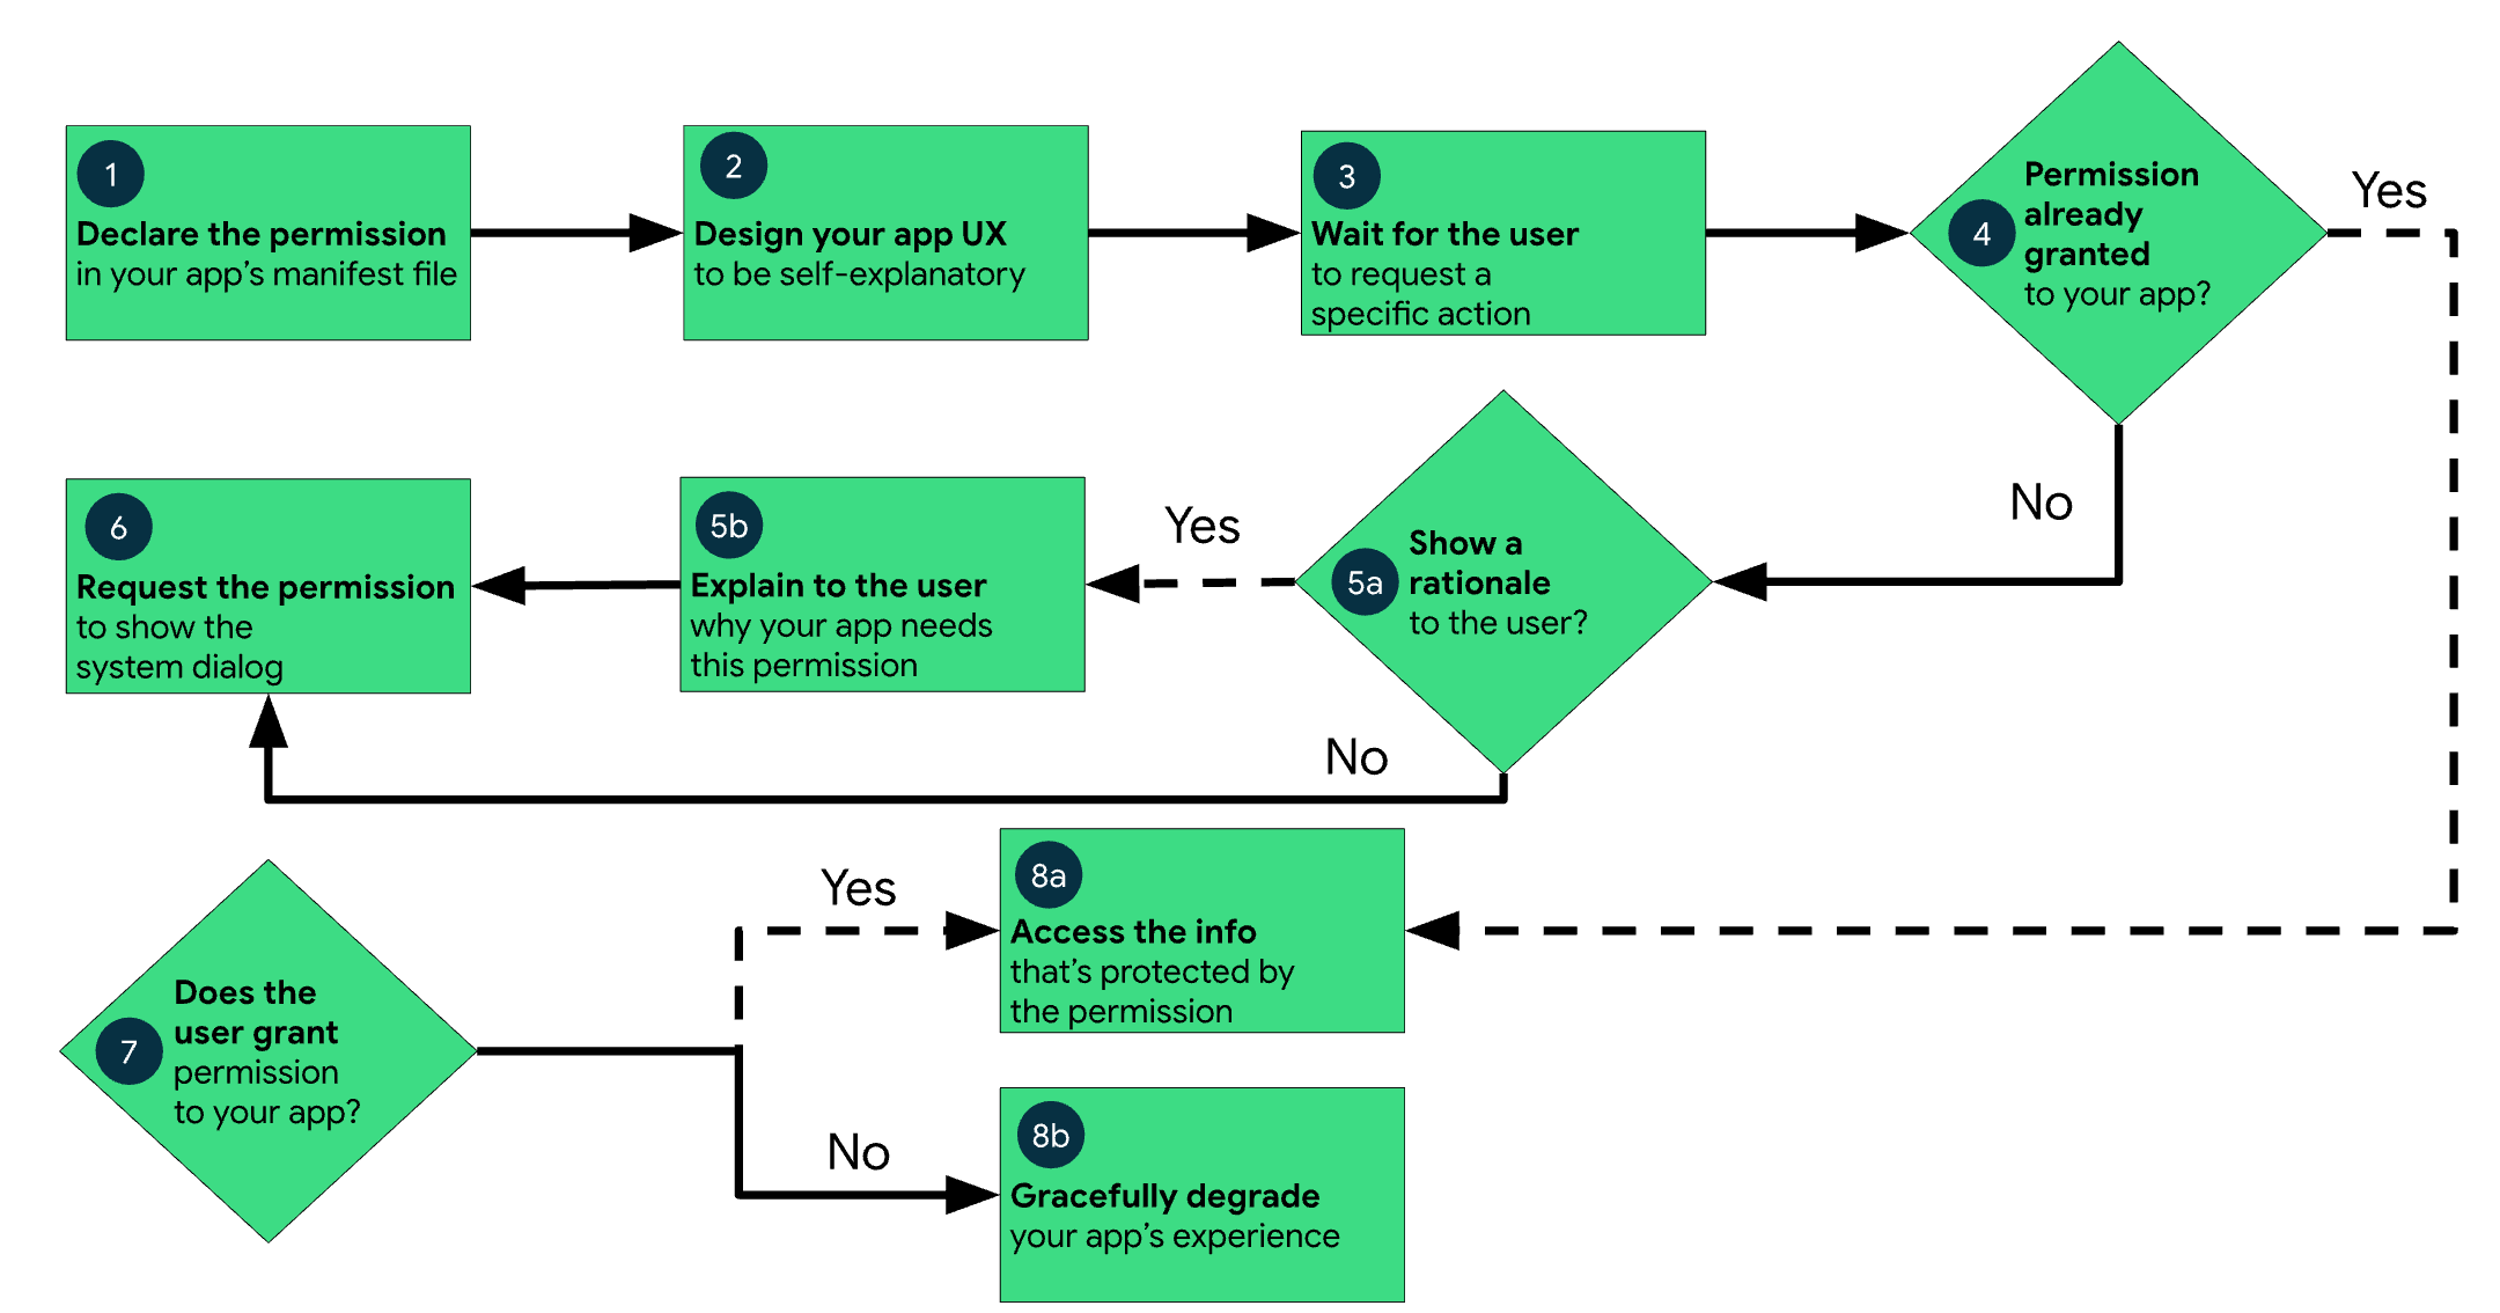 1
Declare the permission
in your app's manifest file
2
Design your app UX
to be self-explanatory
3
Wait for the user
to request a
specific action
4
Permission
already
granted
to your app?
Yes
No
5a
Show a
rationale
to the user?
Yes
No
5b
Explain to the user
why your app needs
this permission
6
Request the permission
to show the
system dialog
7
Does the
user grant
permission
to your app?
Yes
No
8a
Access the info
that's protected by
the permission
8b
Gracefully degrade
your app's experience